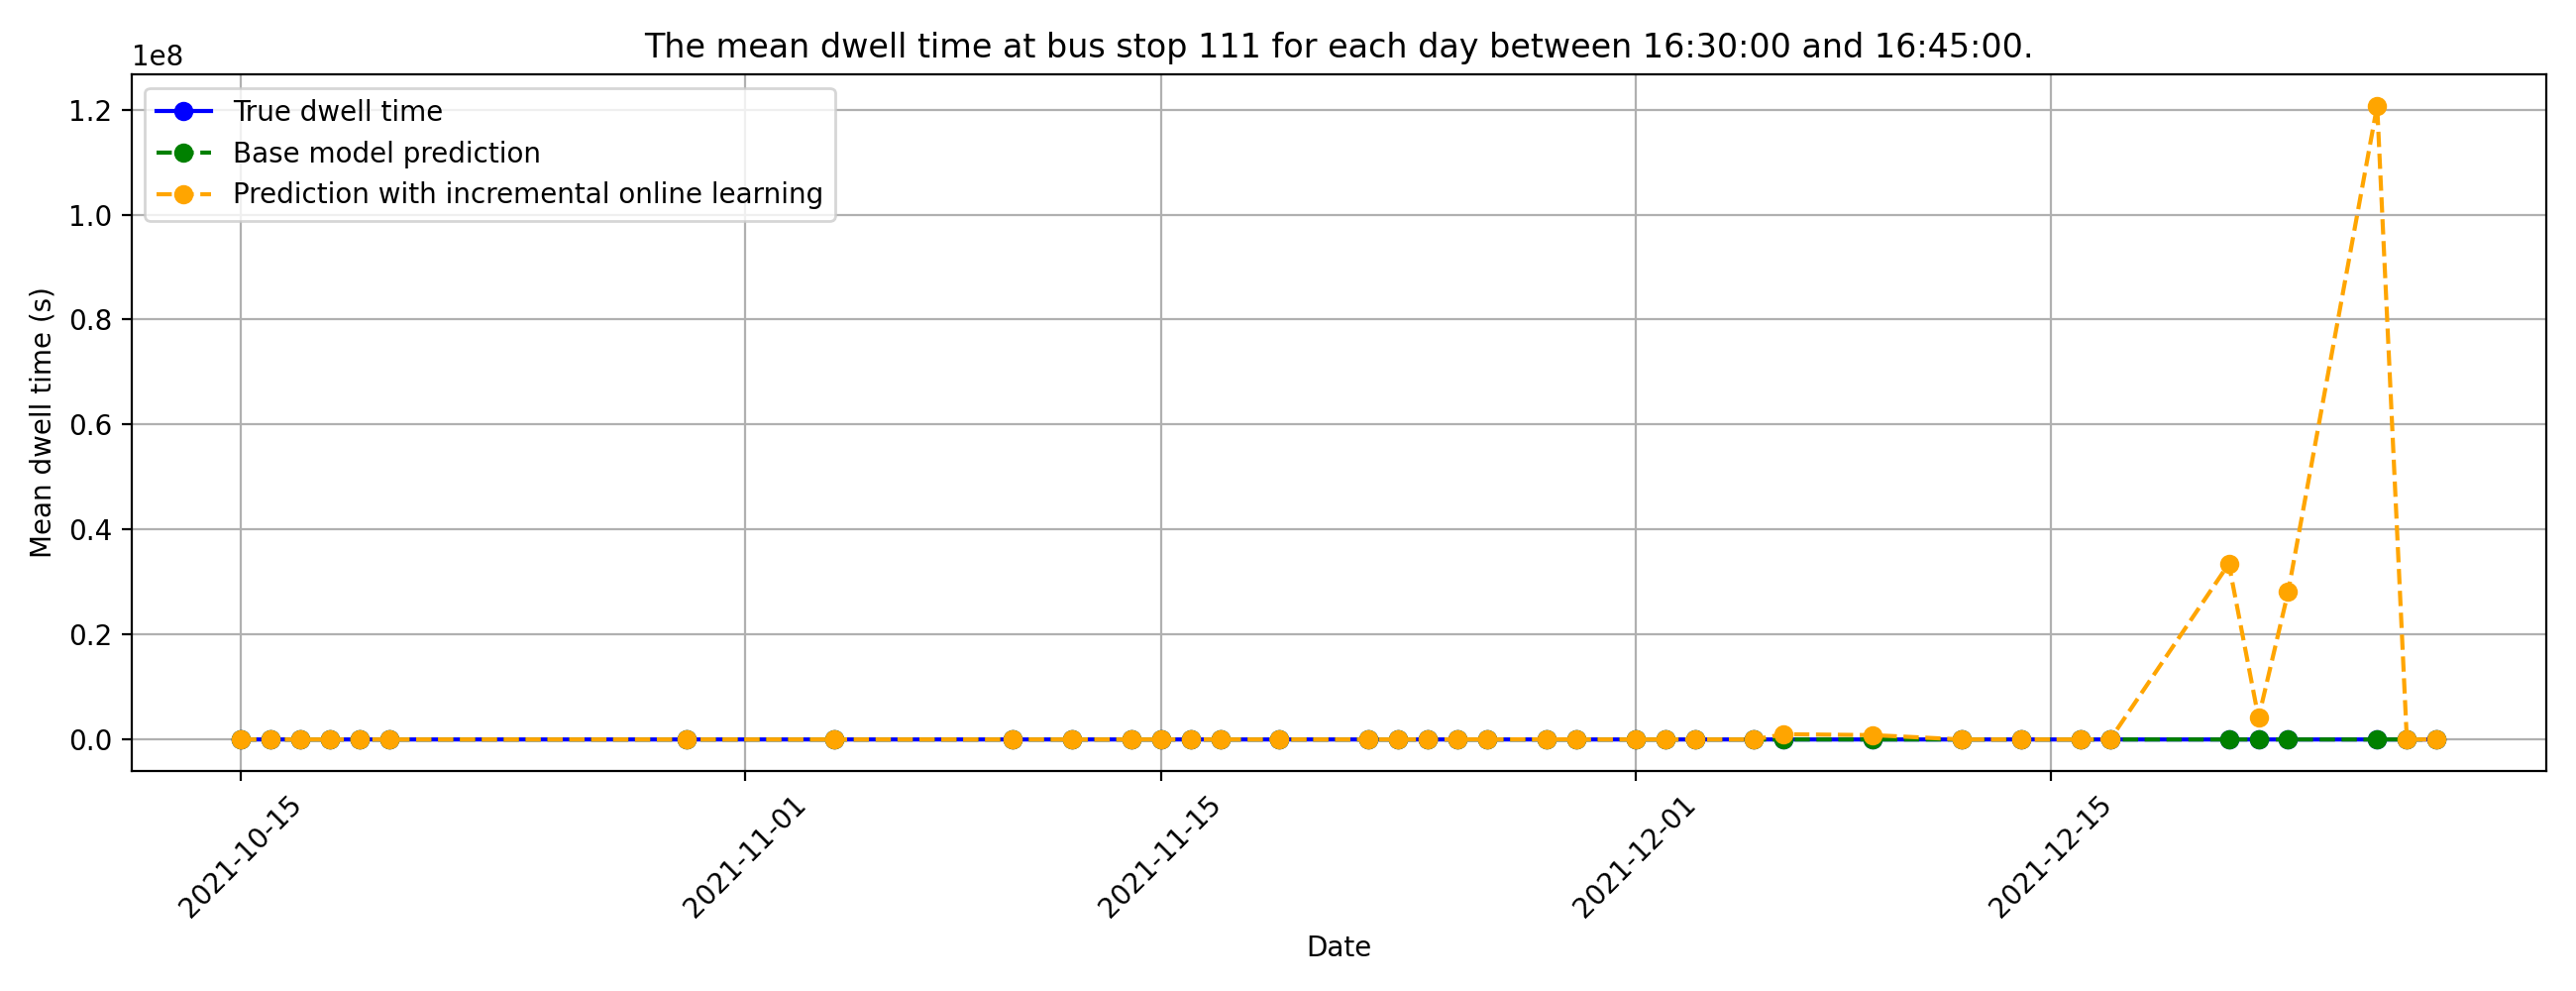 The mean dwell time at bus stop 111 for each day between 16:30:00 and 16:45:00.
1e8
True dwell time
Base model prediction
Prediction with incremental online learning
1.2
1.0
0.8
0.6
0.4
0.2
0.0
Mean dwell time (s)
2021-10-15
2021-11-01
2021-11-15
2021-12-01
2021-12-15
Date